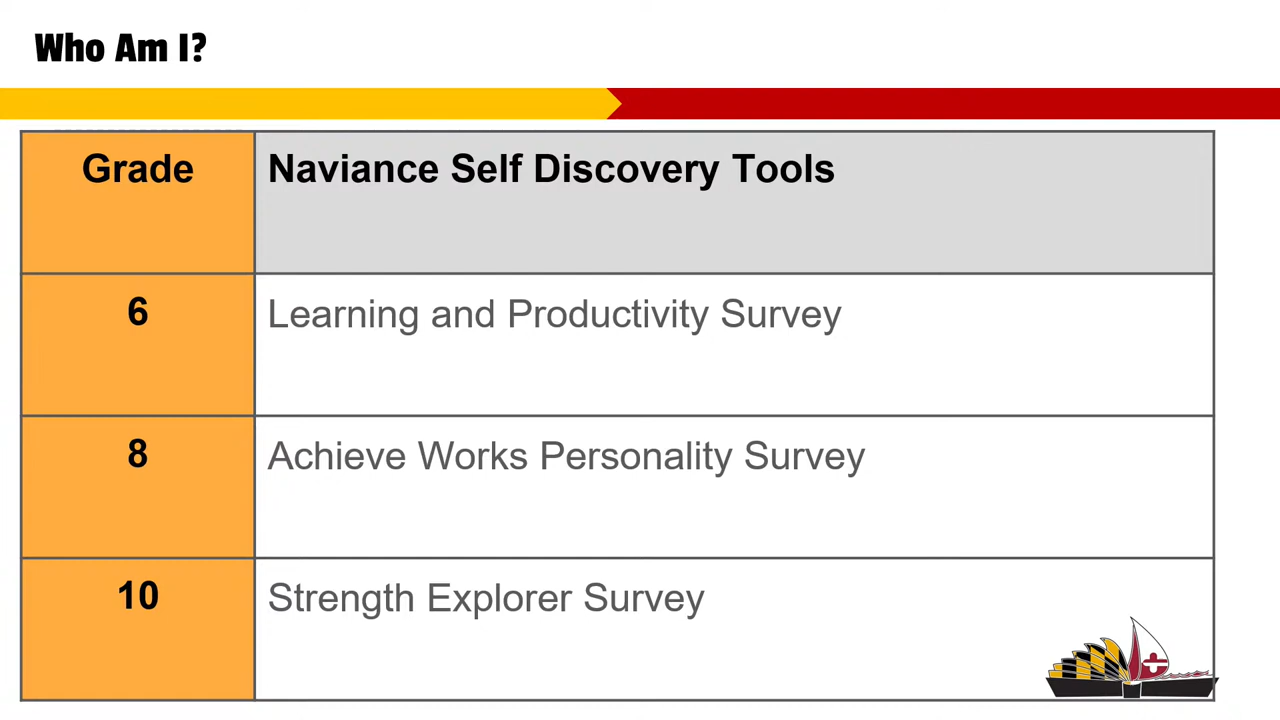 Who Am I?
Grade
Naviance Self Discovery Tools
6
Learning and Productivity Survey
8
Achieve Works Personality Survey
10
Strength Explorer Survey